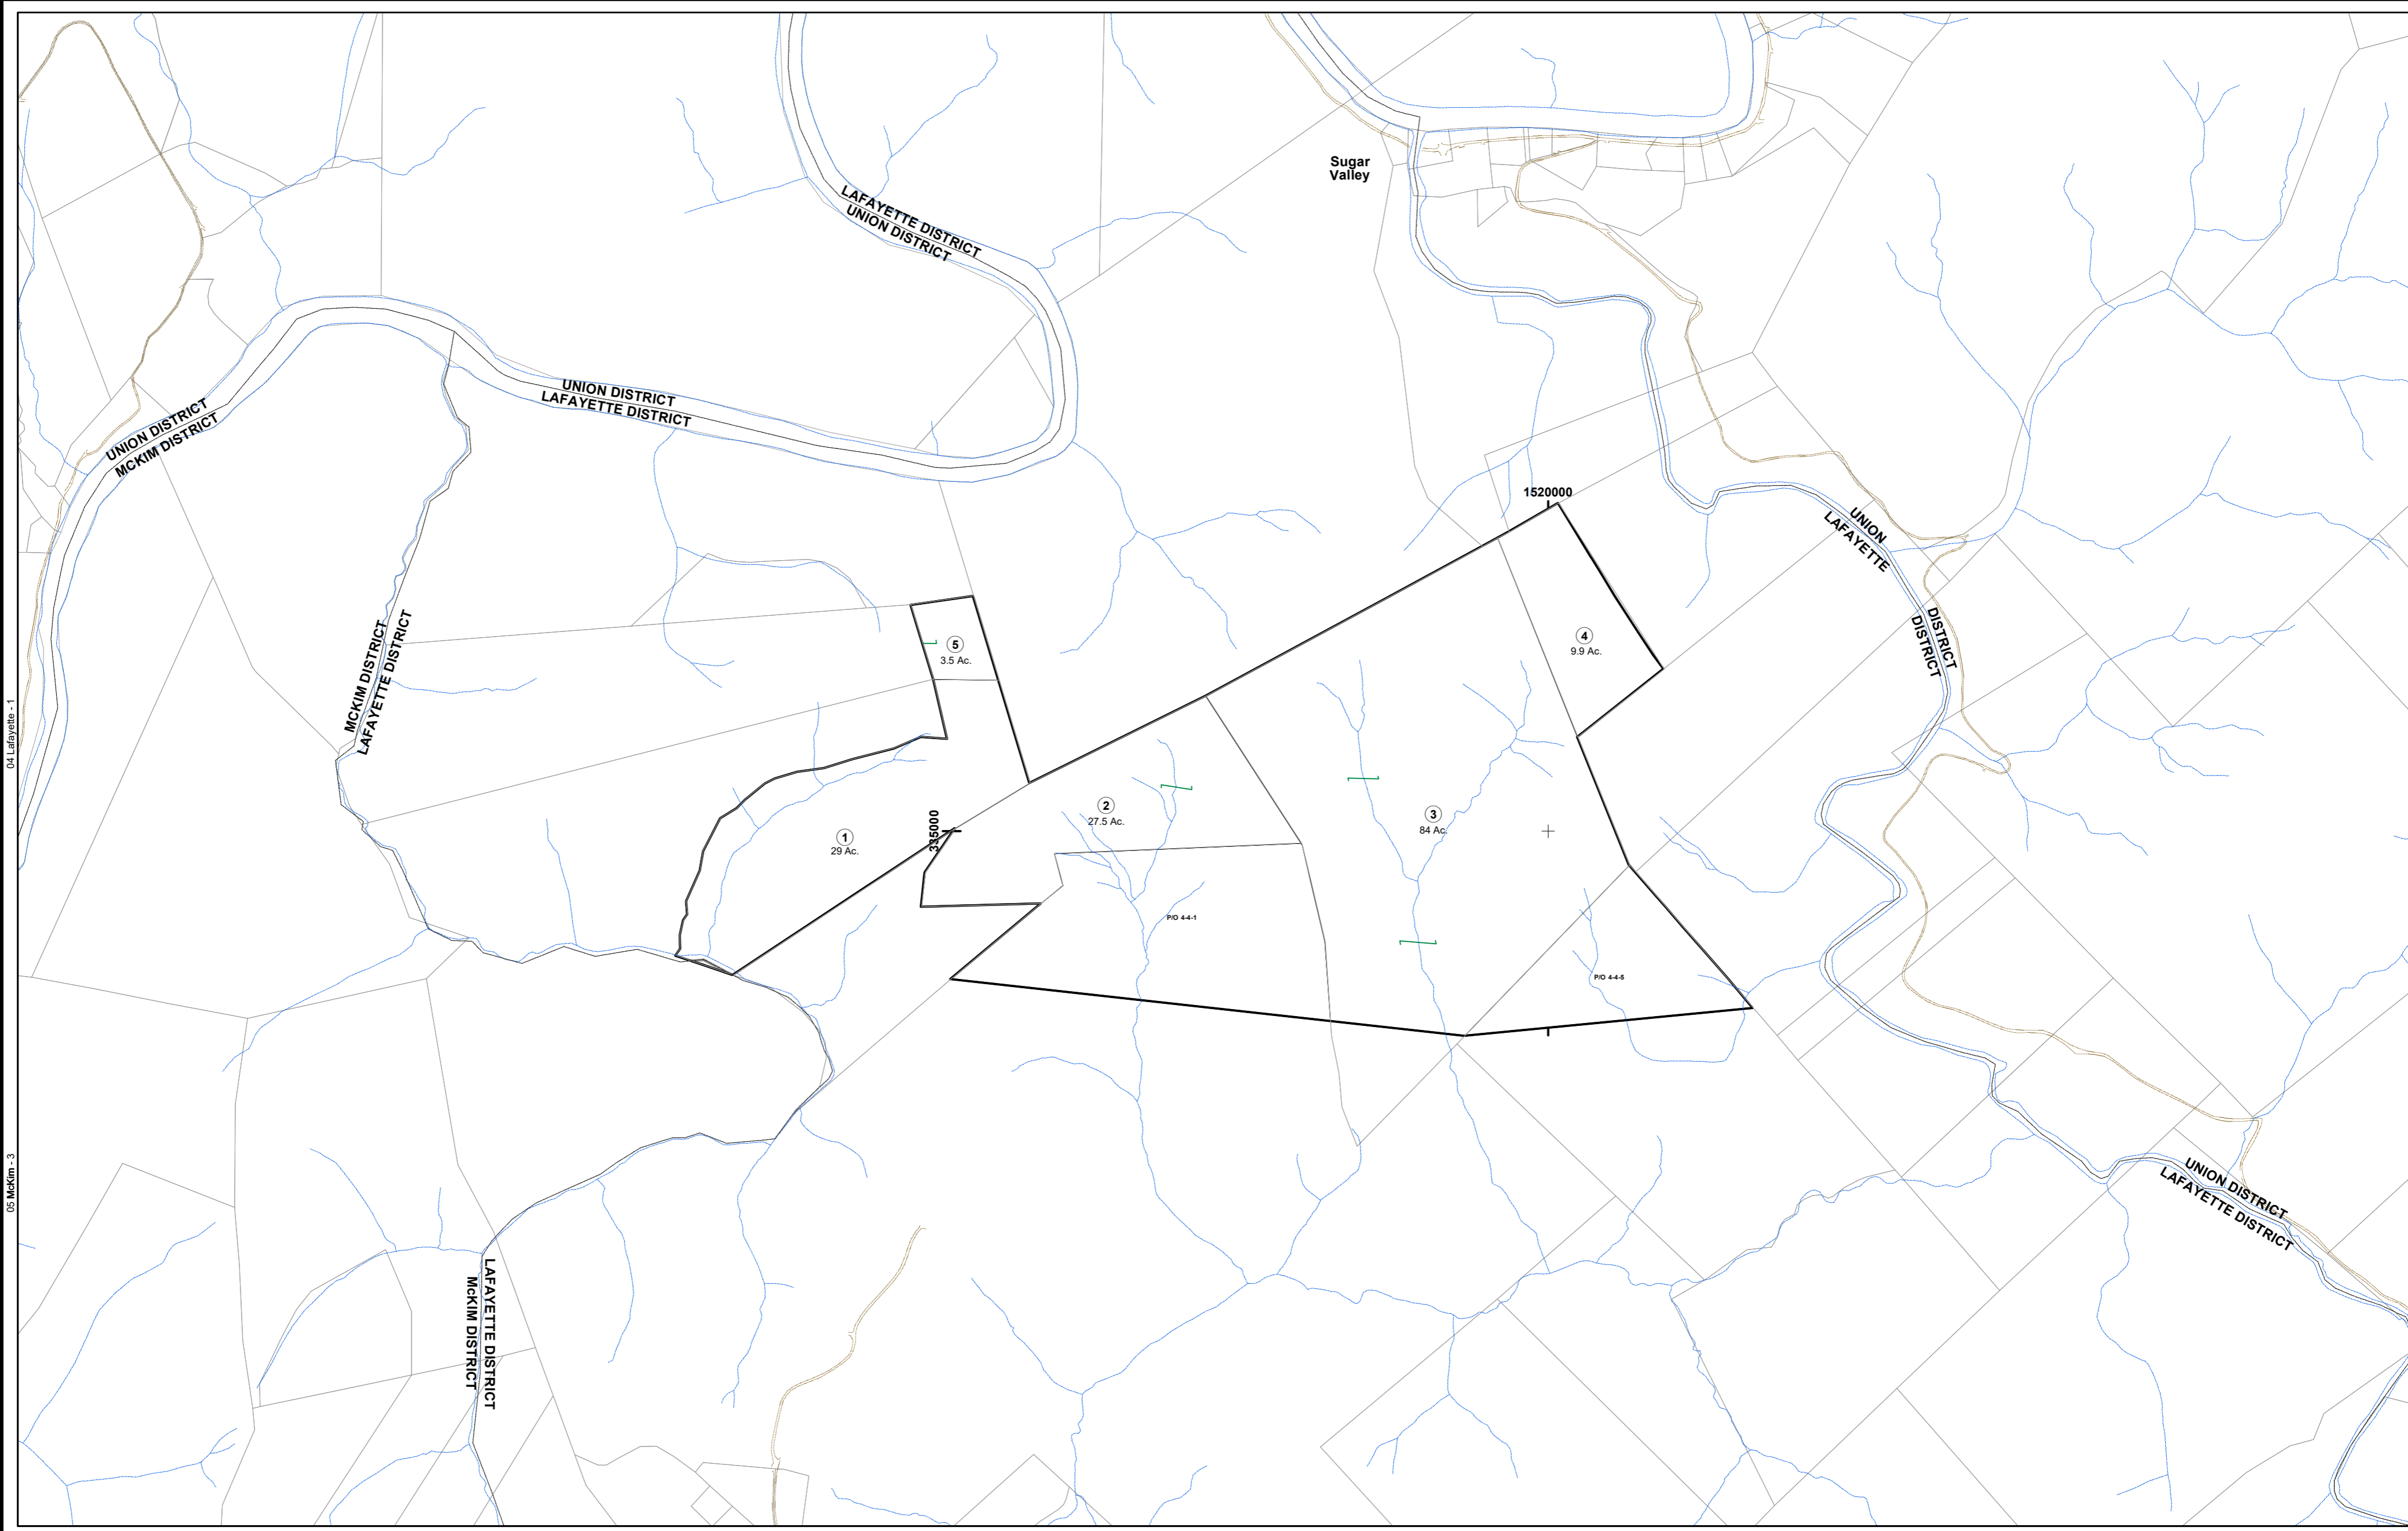 Sugar
Valley
LAFAYETTE DISTRICT
UNION DISTRICT
UNION DISTRICT
LAFAYETTE DISTRICT
UNION DISTRICT
MCKIM DISTRICT
1520000
UNION
LAFAYETTE
DISTRICT
DISTRICT
MCKIM DISTRICT
LAFAYETTE DISTRICT
5
3.5 Ac.
4
9.9 Ac.
04 Lafayette - 1
2
27.5 Ac.
3
84 Ac.
1
29 Ac.
335000
P/O 4-4-1
P/O 4-4-5
05 McKim - 3
UNION DISTRICT
LAFAYETTE DISTRICT
LAFAYETTE DISTRICT
McKIM DISTRICT